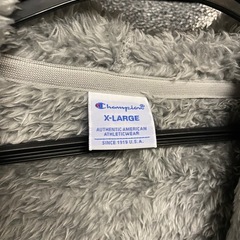 Champion
X-LARGE
AUTHENTIC AMERICAN
ATHLETICWEAR
SINCE 1919 U.S.A.